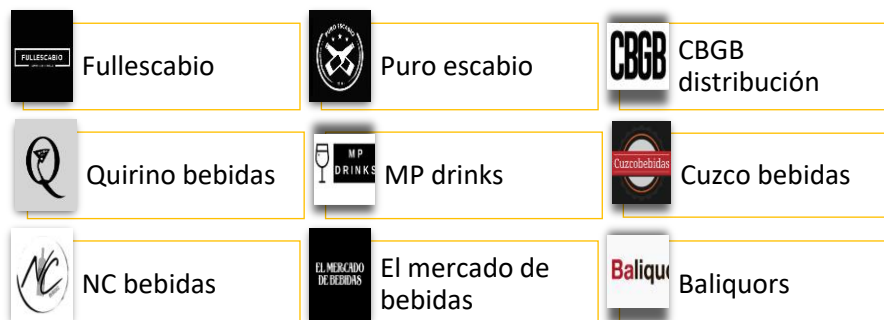 FULLESCABIO
Fullescabio
PURO ESCABIO
Puro escabio
CBGB
CBGB
distribución
Q
Quirino bebidas
MP
DRINKS
MP drinks
Cuzcobebidas
Cuzco bebidas
NC
NC bebidas
EL MERCADO
DE BEBIDAS
El mercado de
bebidas
Baliqu
Baliquors